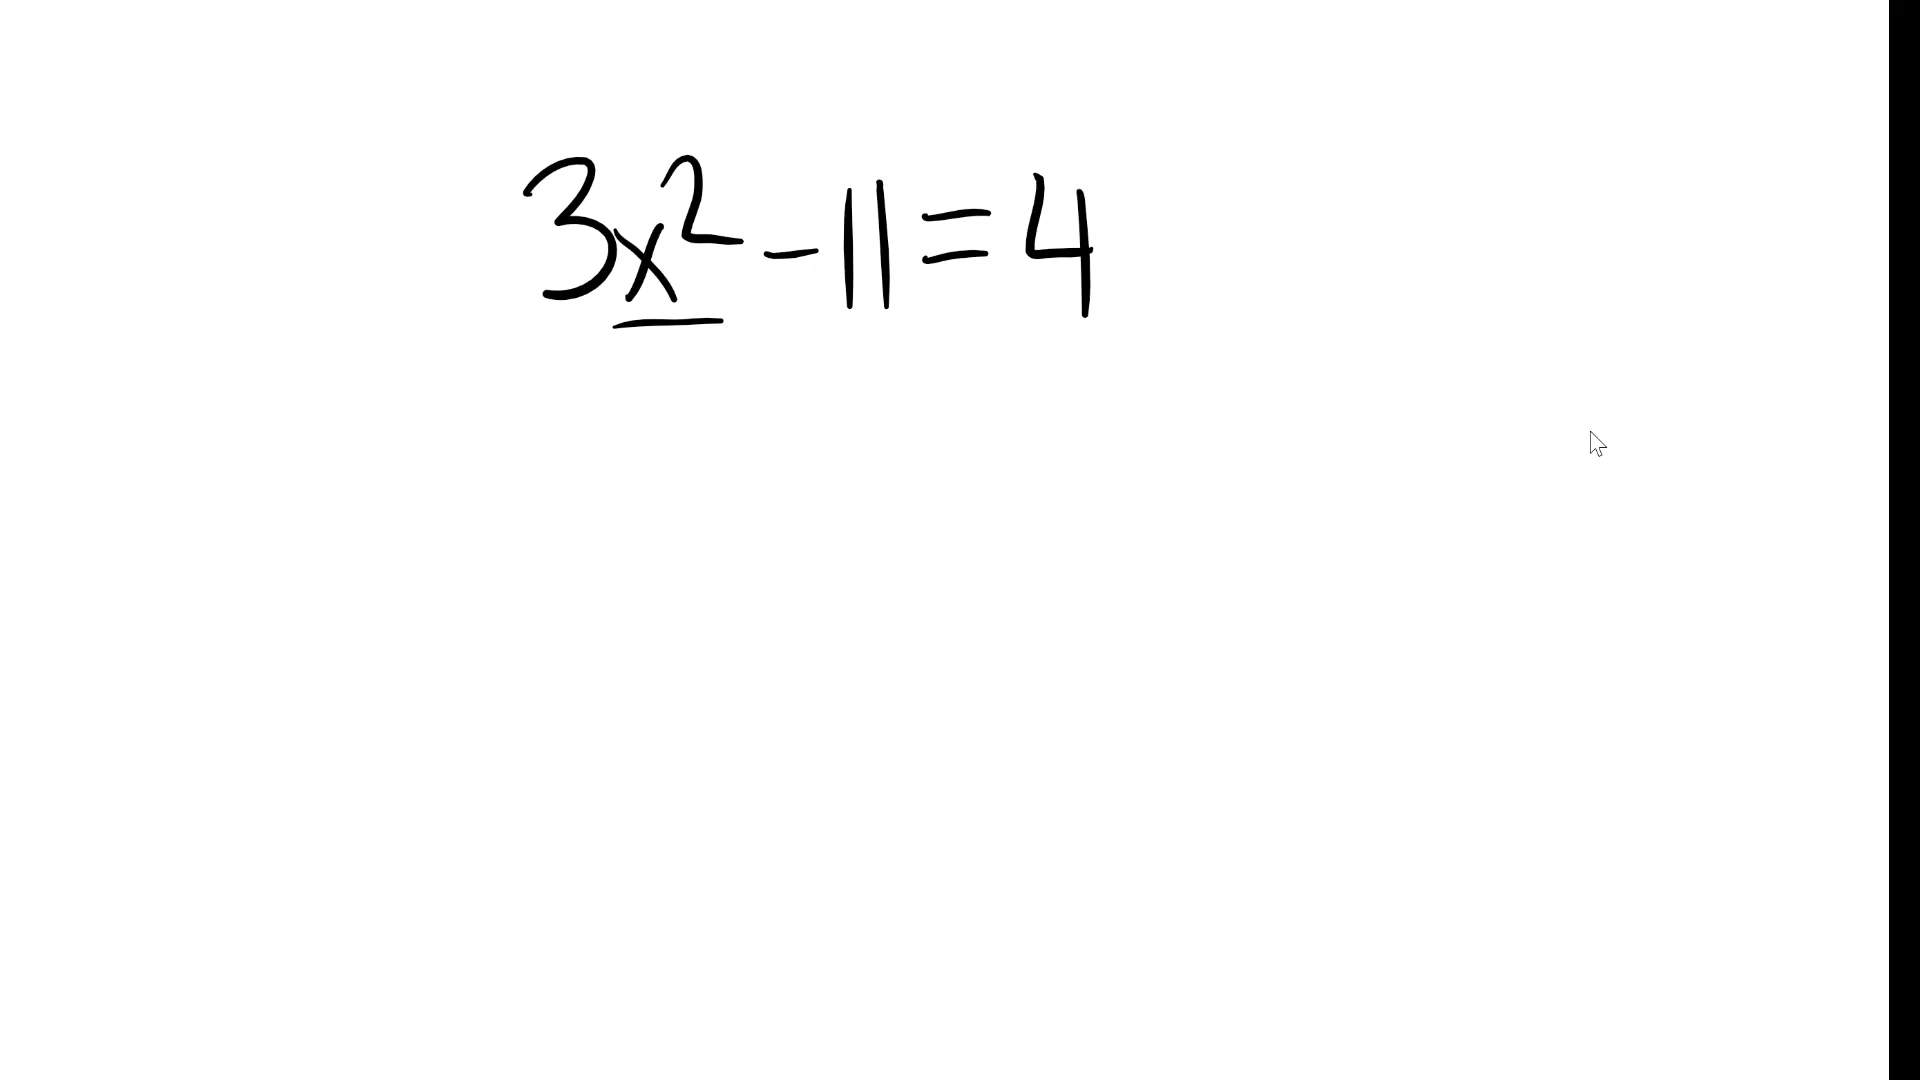 3x² - 11 = 4